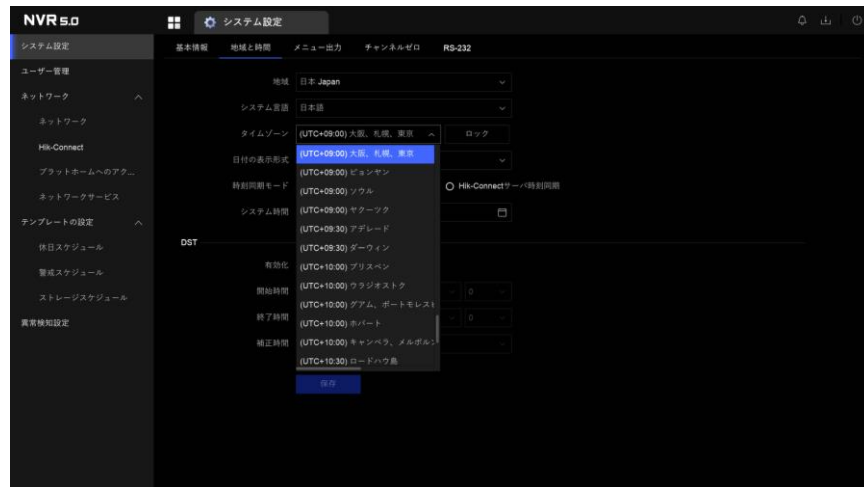 NVR 5.0
システム設定
システム設定
ユーザー管理
ネットワーク
ネットワーク
Hik-Connect
プラットホームへのアク...
ネットワークサービス
テンプレートの設定
休日スケジュール
警戒スケジュール
ストレージスケジュール
異常検知設定
基本情報 地域と時間 メニュー出力 チャンネルゼロ RS-232
地域 日本 Japan
システム言語 日本語
タイムゾーン (UTC+09:00) 大阪、札幌、東京 ロック
日付の表示形式
時刻同期モード Hik-Connectサーバ時刻同期
システム時間
(UTC+09:00) 大阪、札幌、東京
(UTC+09:00) ピョンヤン
(UTC+09:00) ソウル
(UTC+09:00) ヤクーツク
(UTC+09:30) アデレード
(UTC+09:30) ダーウィン
(UTC+10:00) ブリスベン
(UTC+10:00) ウラジオストク
(UTC+10:00) グアム、ポートモレスビ
(UTC+10:00) ホバート
(UTC+10:00) キャンベラ、メルボルン
(UTC+10:30) ロードハウ島
DST
有効化
開始時間 0
終了時間 0
補正時間
保存